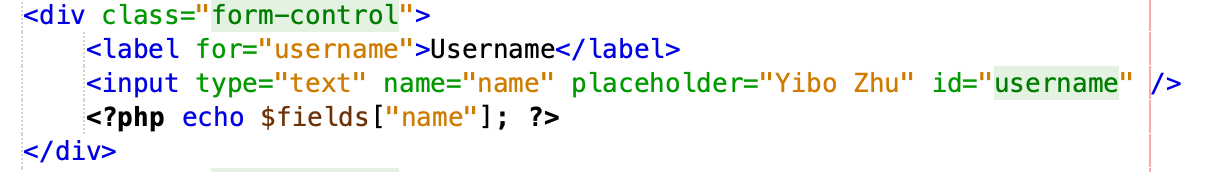 <div class="form-control">
<label for="username">Username</label>
<input type="text" name="name" placeholder="Yibo Zhu" id="username" />
<?php echo $fields["name"]; ?>
</div>